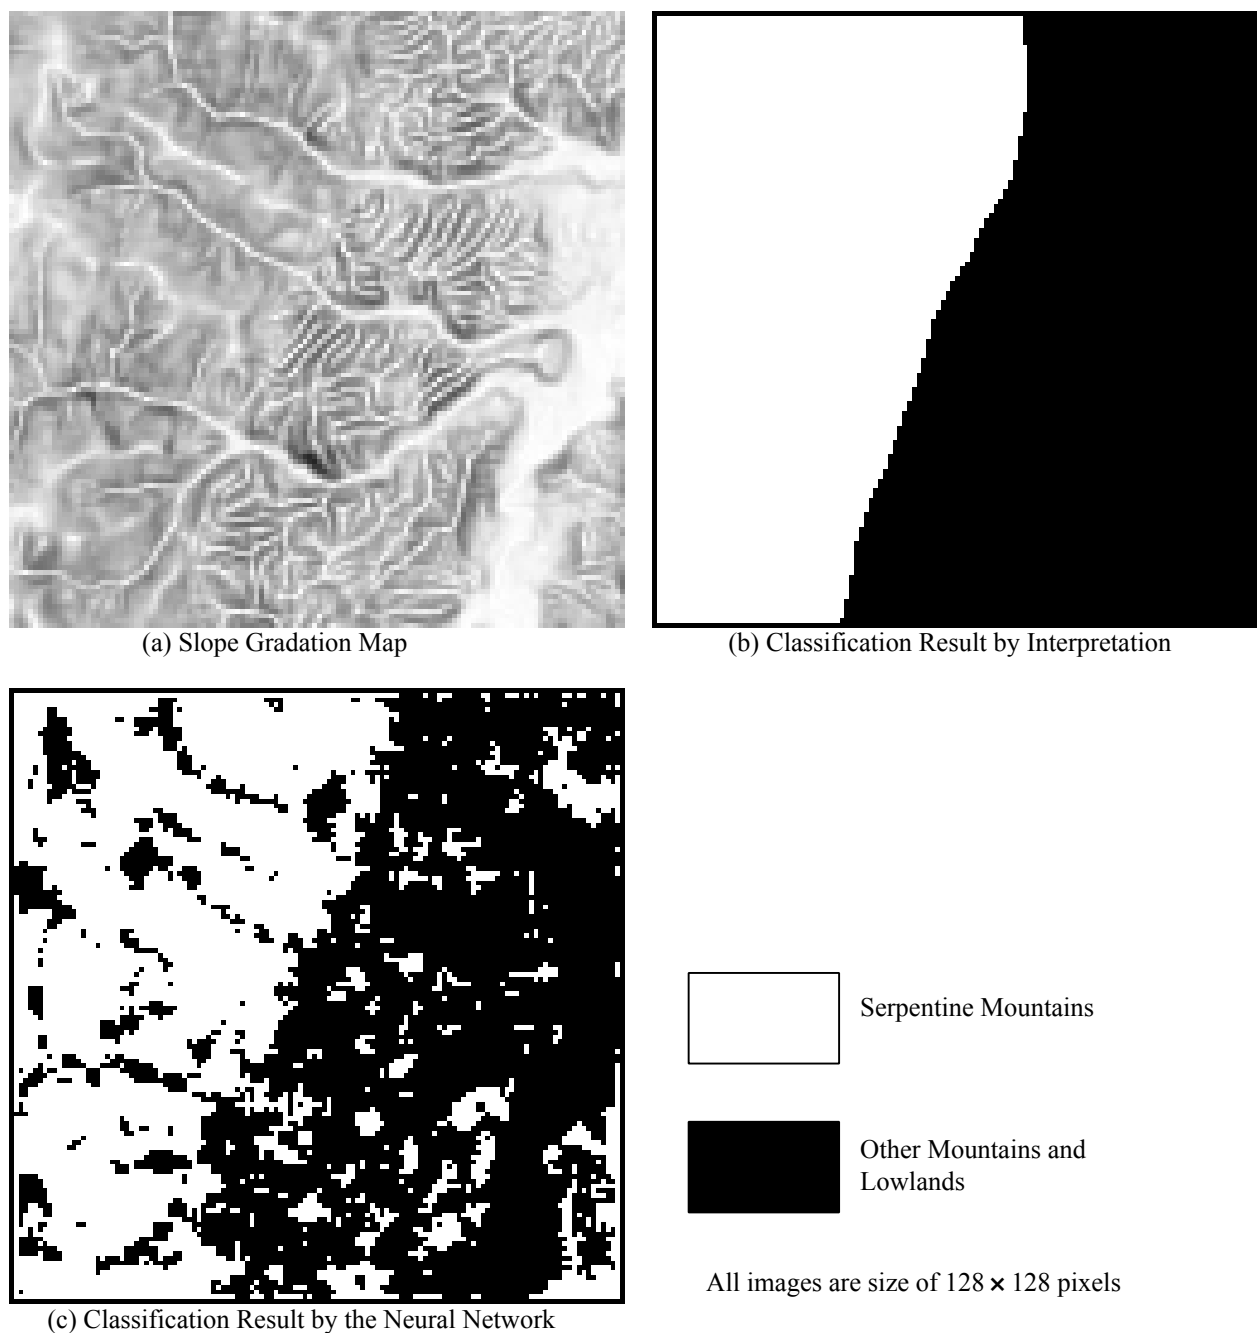 (a) Slope Gradation Map
(b) Classification Result by Interpretation
Serpentine Mountains
Other Mountains and
Lowlands
All images are size of 128 × 128 pixels
(c) Classification Result by the Neural Network